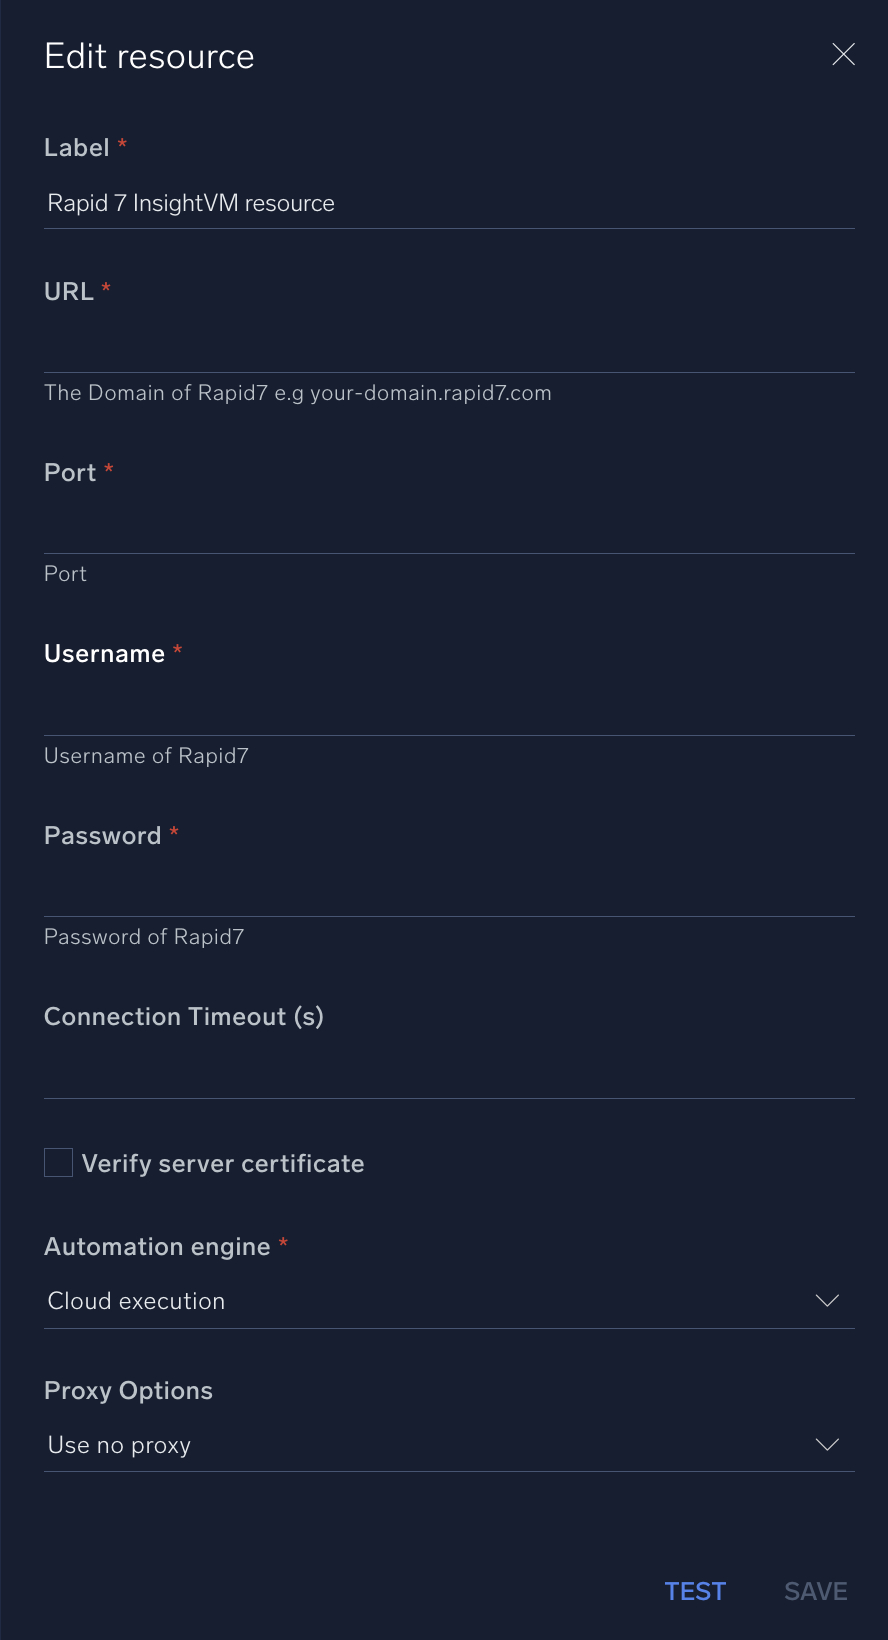 Edit resource
Label *
Rapid 7 InsightVM resource
URL *
The Domain of Rapid7 e.g your-domain.rapid7.com
Port *
Port
Username *
Username of Rapid7
Password *
Password of Rapid7
Connection Timeout (s)
Verify server certificate
Automation engine *
Cloud execution
Proxy Options
Use no proxy
TEST SAVE